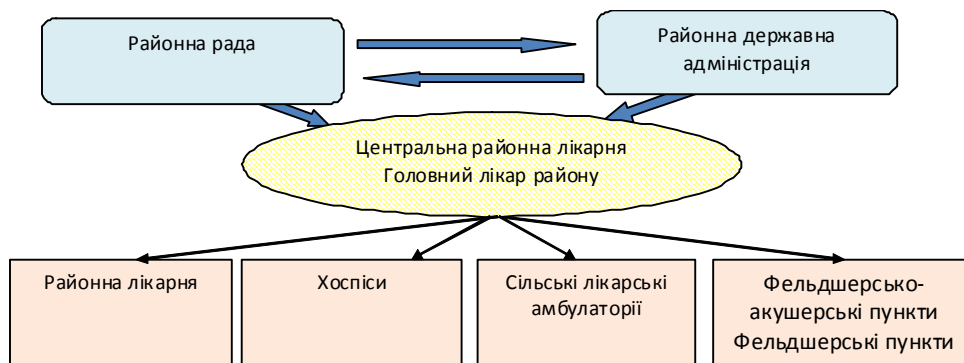 Районна рада
Районна державна
адміністрація
Центральна районна лікарня
Головний лікар району
Районна лікарня
Хоспіси
Сільські лікарські
амбулаторії
Фельдшерсько-
акушерські пункти
Фельдшерські пункти